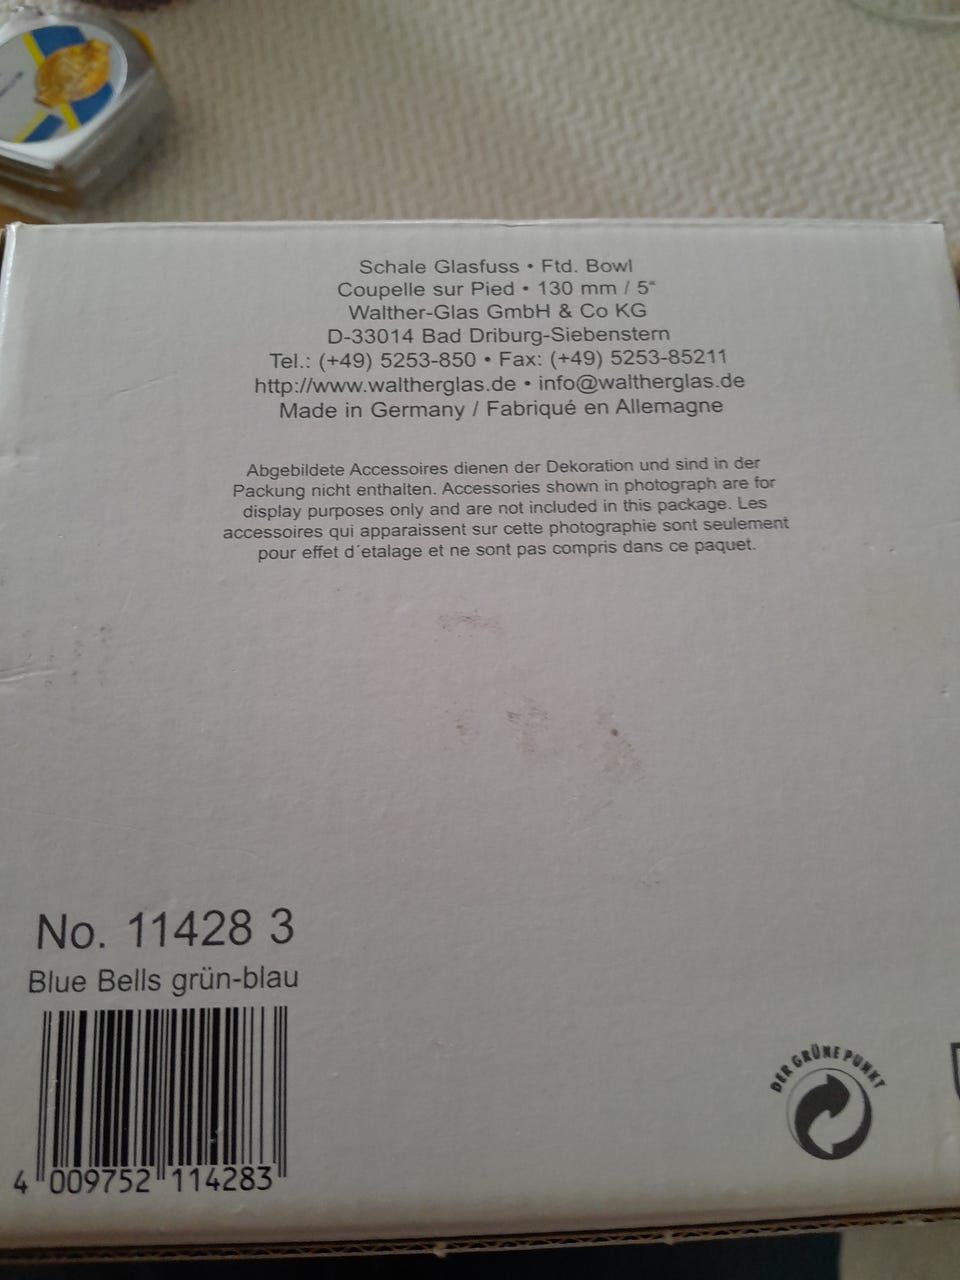 Schale Glasfuss • Ftd. Bowl
Coupelle sur Pied • 130 mm / 5"
Walther-Glas GmbH & Co KG
D-33014 Bad Driburg-Siebenstern
Tel.: (+49) 5253-850 • Fax: (+49) 5253-85211
http://www.waltherglas.de • info@waltherglas.de
Made in Germany / Fabriqué en Allemagne
Abgebildete Accessoires dienen der Dekoration und sind in der
Packung nicht enthalten. Accessories shown in photograph are for
display purposes only and are not included in this package. Les
accessoires qui apparaissent sur cette photographie sont seulement
pour effet d´etalage et ne sont pas compris dans ce paquet.
No. 11428 3
Blue Bells grün-blau
4 009752 114283
DER GRÜNE PUNKT